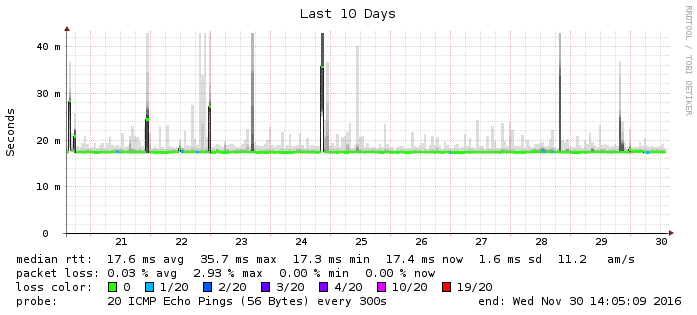 Last 10 Days
RRDTOOL / TOBI OETIKER
Seconds
40 m
30 m
20 m
10 m
0
21 22 23 24 25 26 27 28 29 30
median rtt: 17.6 ms avg 35.7 ms max 17.3 ms min 17.4 ms now 1.6 ms sd 11.2 am/s
packet loss: 0.03 % avg 2.93 % max 0.00 % min 0.00 % now
loss color: 0 1/20 2/20 3/20 4/20 10/20 19/20
probe: 20 ICMP Echo Pings (56 Bytes) every 300s end: Wed Nov 30 14:05:09 2016